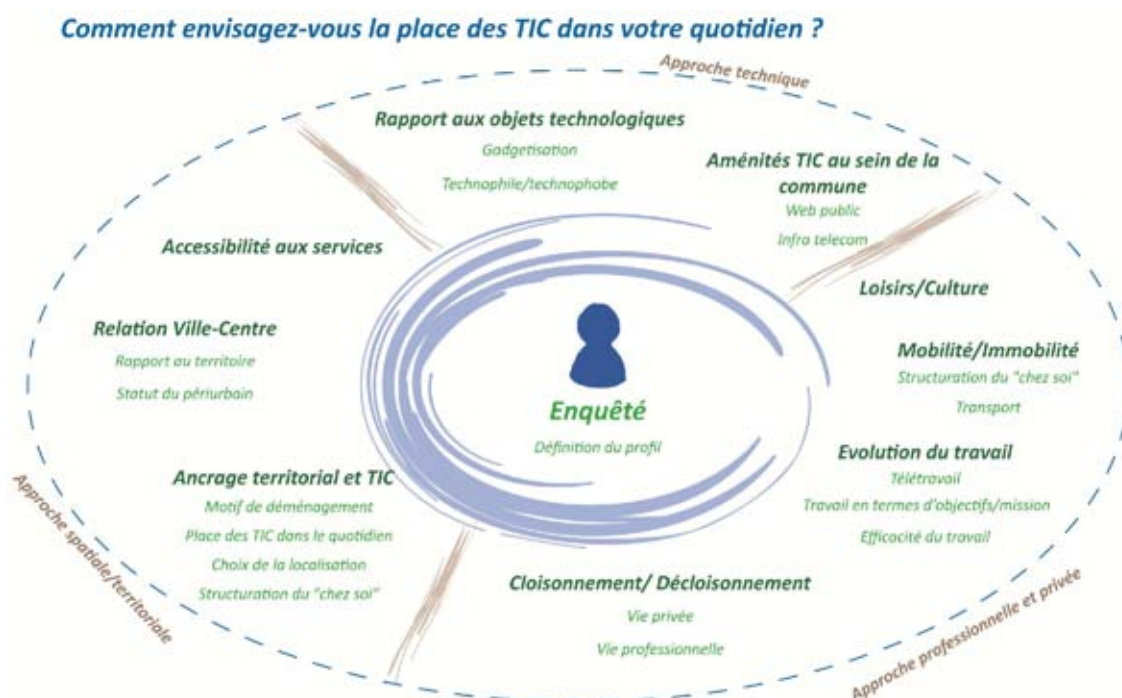 Comment envisagez-vous la place des TIC dans votre quotidien ?
Approche technique
Rapport aux objets technologiques
Gadgetisation
Technophile/technophobe
Aménités TIC au sein de la
commune
Web public
Infra telecom
Accessibilité aux services
Loisirs/Culture
Relation Ville-Centre
Rapport au territoire
Statut du périurbain
Mobilité/Immobilité
Structuration du "chez soi"
Transport
Enquêté
Définition du profil
Evolution du travail
Télétravail
Travail en termes d'objectifs/mission
Efficacité du travail
Ancrage territorial et TIC
Motif de déménagement
Place des TIC dans le quotidien
Choix de la localisation
Structuration du "chez soi"
Approche spatiale/territoriale
Cloisonnement/ Décloisonnement
Vie privée
Vie professionnelle
Approche professionnelle et privée